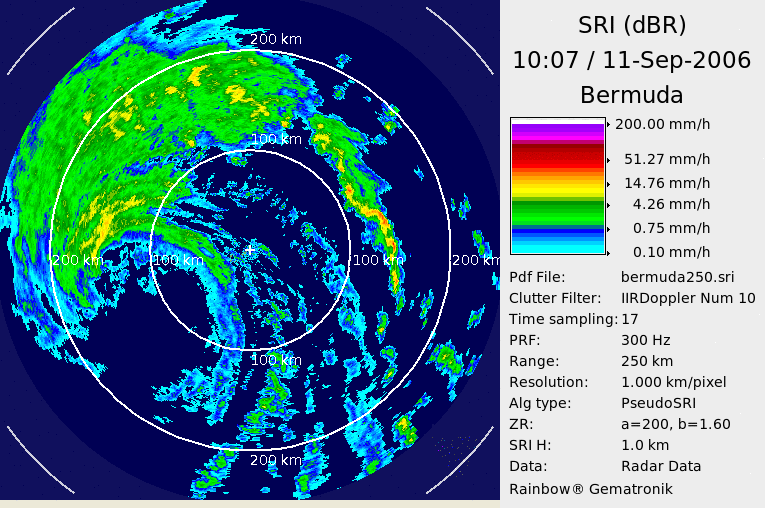 200 km
100 km
200 km
100 km
100 km
200 km
100 km
200 km
SRI (dBR)
10:07 / 11-Sep-2006
Bermuda
200.00 mm/h
51.27 mm/h
14.76 mm/h
4.26 mm/h
0.75 mm/h
0.10 mm/h
Pdf File: bermuda250.sri
Clutter Filter: IIRDoppler Num 10
Time sampling: 17
PRF: 300 Hz
Range: 250 km
Resolution: 1.000 km/pixel
Alg type: PseudoSRI
ZR: a=200, b=1.60
SRI H: 1.0 km
Data: Radar Data
Rainbow® Gematronik